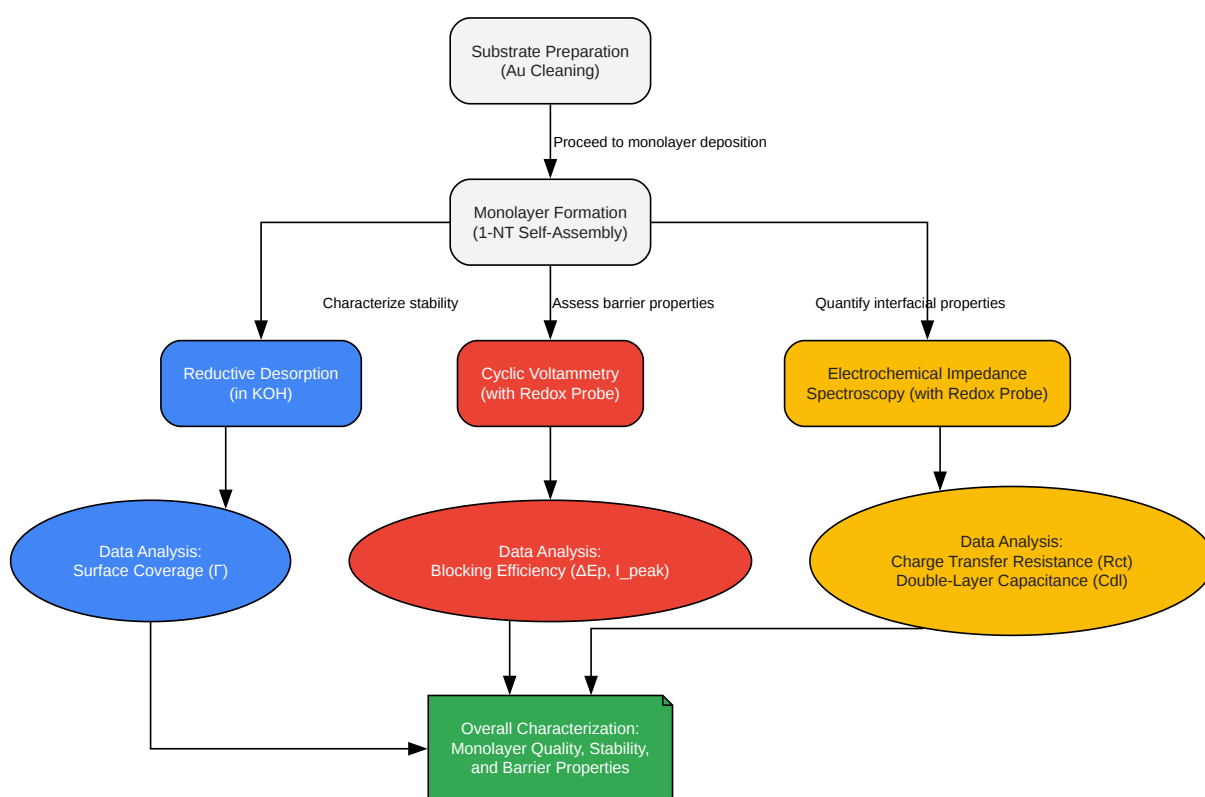 Substrate Preparation
(Au Cleaning)
Proceed to monolayer deposition
Monolayer Formation
(1-NT Self-Assembly)
Characterize stability
Assess barrier properties
Quantify interfacial properties
Reductive Desorption
(in KOH)
Cyclic Voltammetry
(with Redox Probe)
Electrochemical Impedance
Spectroscopy (with Redox Probe)
Data Analysis:
Surface Coverage (Γ)
Data Analysis:
Blocking Efficiency (ΔEp, I_peak)
Data Analysis:
Charge Transfer Resistance (Rct)
Double-Layer Capacitance (Cdl)
Overall Characterization:
Monolayer Quality, Stability,
and Barrier Properties